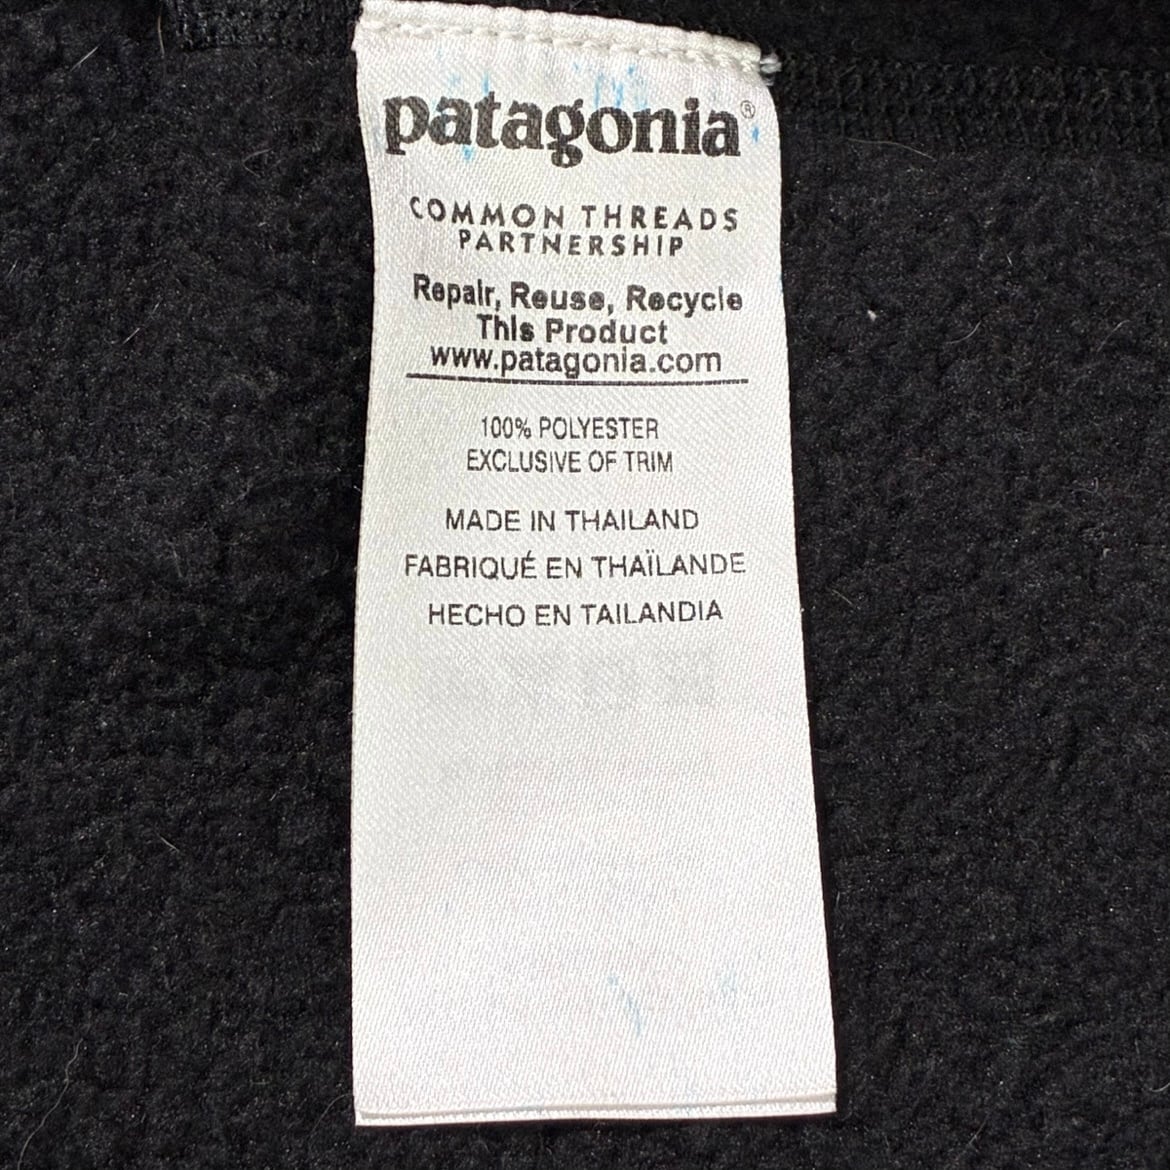 patagonia®
COMMON THREADS
PARTNERSHIP
Repair, Reuse, Recycle
This Product
www.patagonia.com
100% POLYESTER
EXCLUSIVE OF TRIM
MADE IN THAILAND
FABRIQUÉ EN THAÏLANDE
HECHO EN TAILANDIA